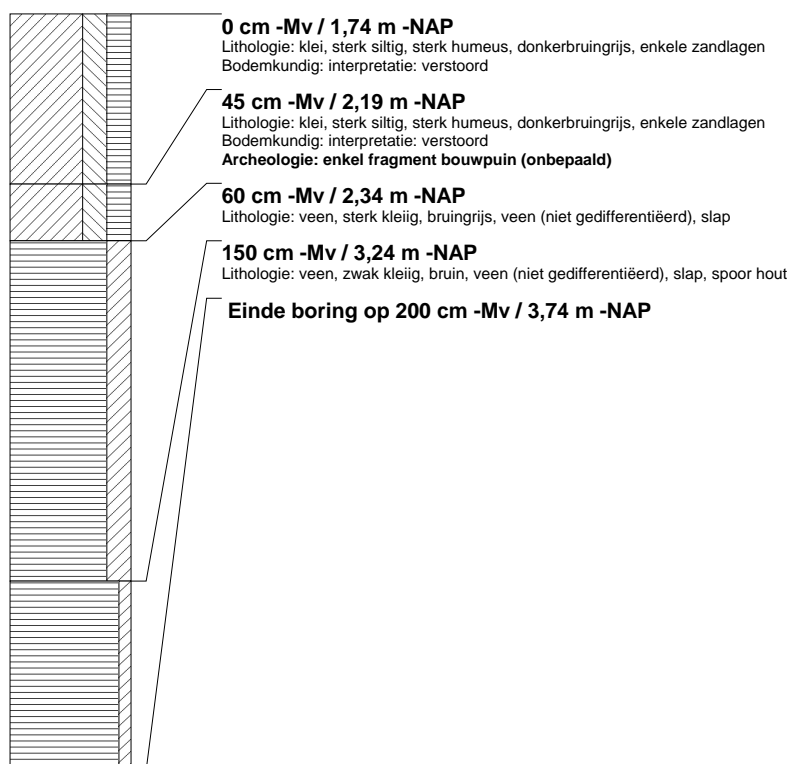 0 cm -Mv / 1,74 m -NAP
Lithologie: klei, sterk siltig, sterk humeus, donkerbruingrijs, enkele zandlagen
Bodemkundig: interpretatie: verstoord
45 cm -Mv / 2,19 m -NAP
Lithologie: klei, sterk siltig, sterk humeus, donkerbruingrijs, enkele zandlagen
Bodemkundig: interpretatie: verstoord
Archeologie: enkel fragment bouwpuin (onbepaald)
60 cm -Mv / 2,34 m -NAP
Lithologie: veen, sterk kleiig, bruingrijs, veen (niet gedifferentiëerd), slap
150 cm -Mv / 3,24 m -NAP
Lithologie: veen, zwak kleiig, bruin, veen (niet gedifferentiëerd), slap, spoor hout
Einde boring op 200 cm -Mv / 3,74 m -NAP